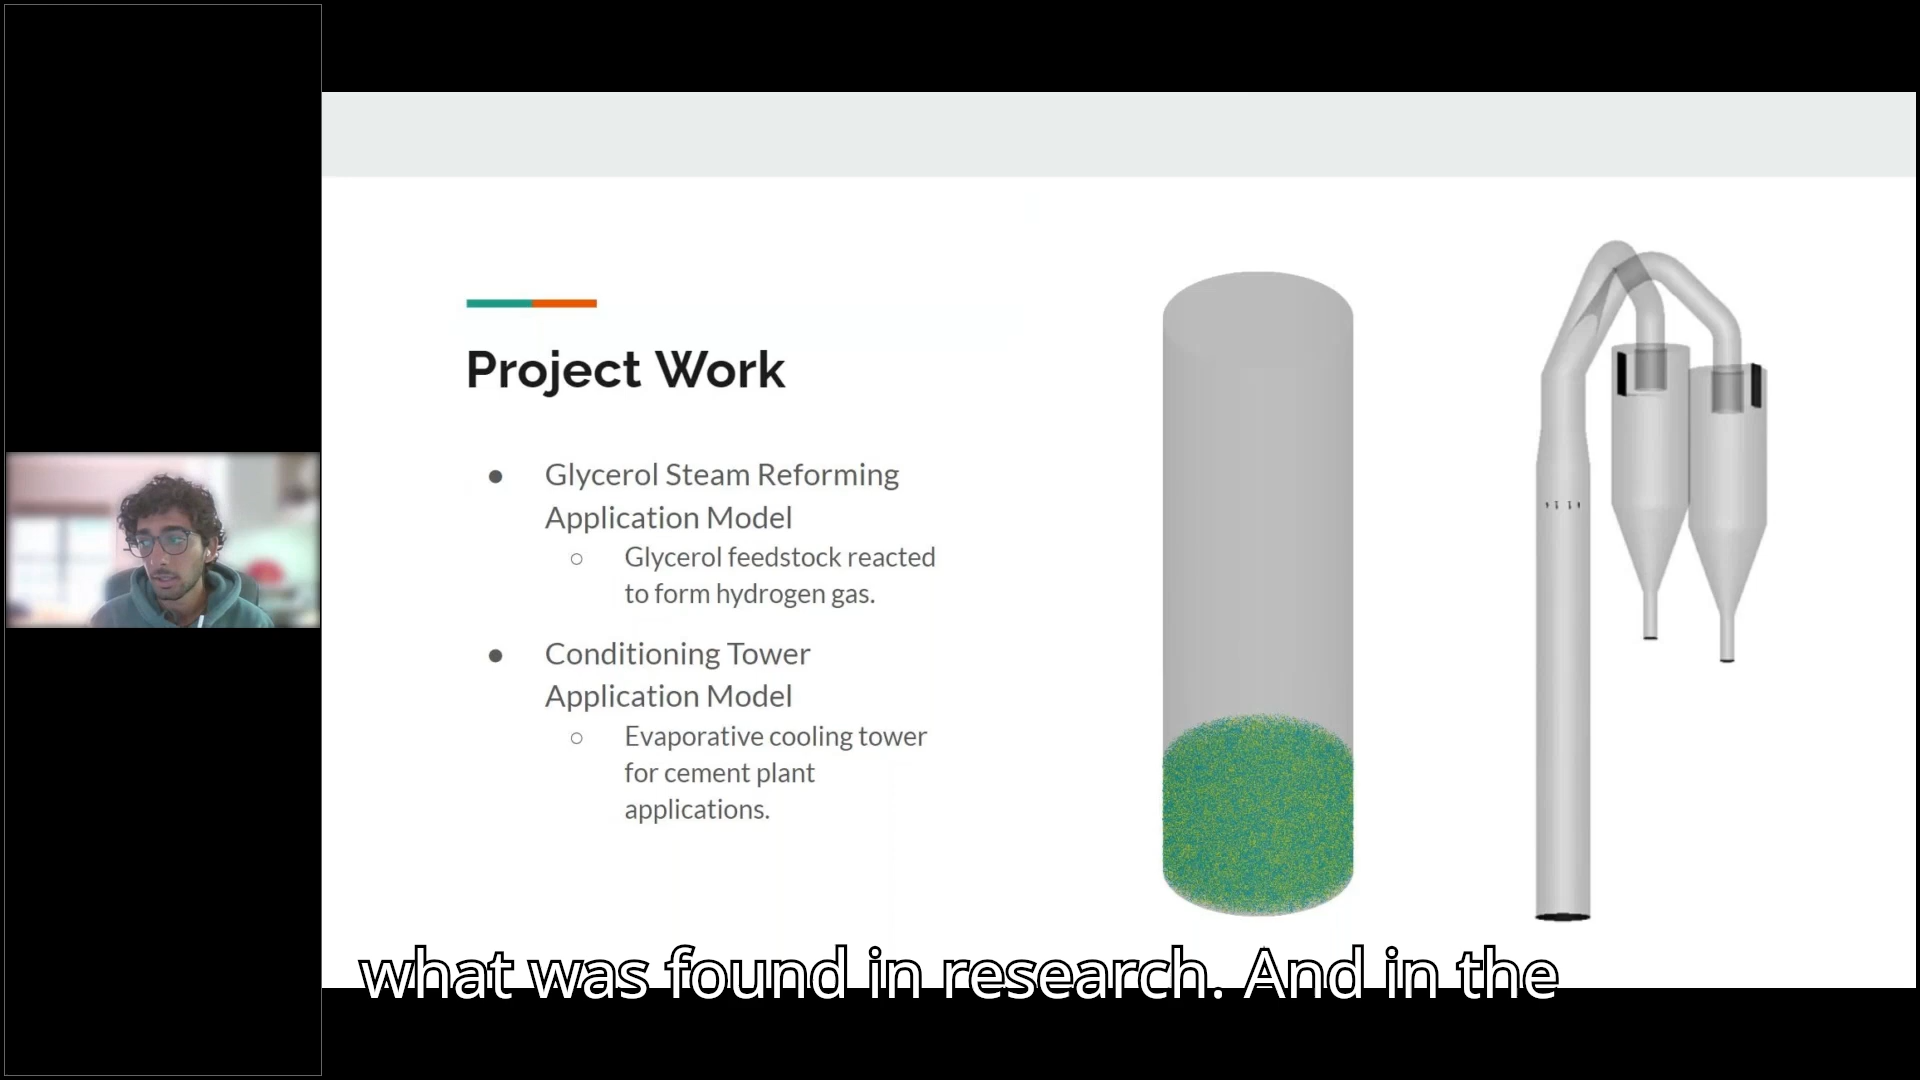 Project Work
● Glycerol Steam Reforming
Application Model
○ Glycerol feedstock reacted
to form hydrogen gas.
● Conditioning Tower
Application Model
○ Evaporative cooling tower
for cement plant
applications.
what was found in research. And in the